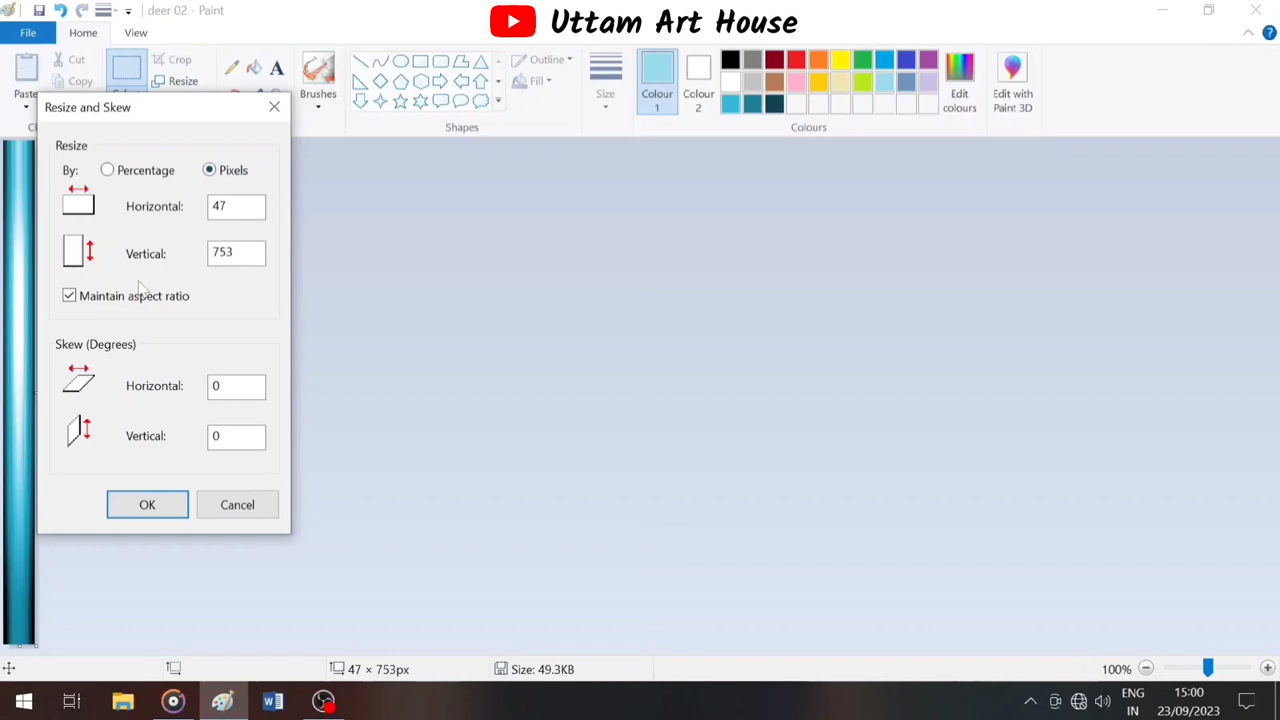 deer 02 - Paint
Uttam Art House
File
Home
View
Paste
Cut
Copy
Crop
Resize
Brushes
Outline
Fill
Shapes
Size
Colour
1
Colour
2
Edit
colours
Edit with
Paint 3D
Colours
Resize and Skew
Resize
By:
Percentage
Pixels
Horizontal:
47
Vertical:
753
Maintain aspect ratio
Skew (Degrees)
Horizontal:
0
Vertical:
0
OK
Cancel
47 × 753px
Size: 49.3KB
100%
ENG
IN
15:00
23/09/2023